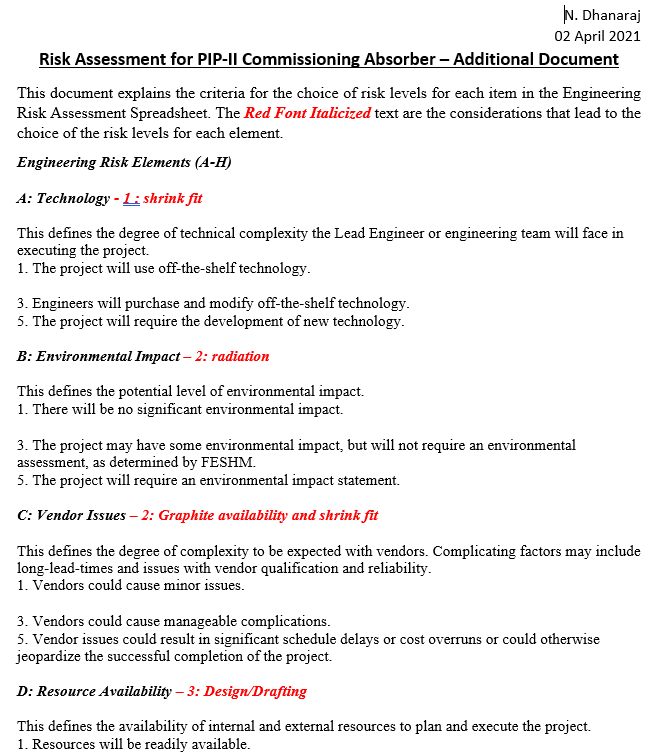 N. Dhanaraj
02 April 2021
Risk Assessment for PIP-II Commissioning Absorber – Additional Document
This document explains the criteria for the choice of risk levels for each item in the Engineering
Risk Assessment Spreadsheet. The Red Font Italicized text are the considerations that lead to the
choice of the risk levels for each element.
Engineering Risk Elements (A-H)
A: Technology - 1 : shrink fit
This defines the degree of technical complexity the Lead Engineer or engineering team will face in
executing the project.
1. The project will use off-the-shelf technology.
3. Engineers will purchase and modify off-the-shelf technology.
5. The project will require the development of new technology.
B: Environmental Impact – 2: radiation
This defines the potential level of environmental impact.
1. There will be no significant environmental impact.
3. The project may have some environmental impact, but will not require an environmental
assessment, as determined by FESHM.
5. The project will require an environmental impact statement.
C: Vendor Issues – 2: Graphite availability and shrink fit
This defines the degree of complexity to be expected with vendors. Complicating factors may include
long-lead-times and issues with vendor qualification and reliability.
1. Vendors could cause minor issues.
3. Vendors could cause manageable complications.
5. Vendor issues could result in significant schedule delays or cost overruns or could otherwise
jeopardize the successful completion of the project.
D: Resource Availability – 3: Design/Drafting
This defines the availability of internal and external resources to plan and execute the project.
1. Resources will be readily available.